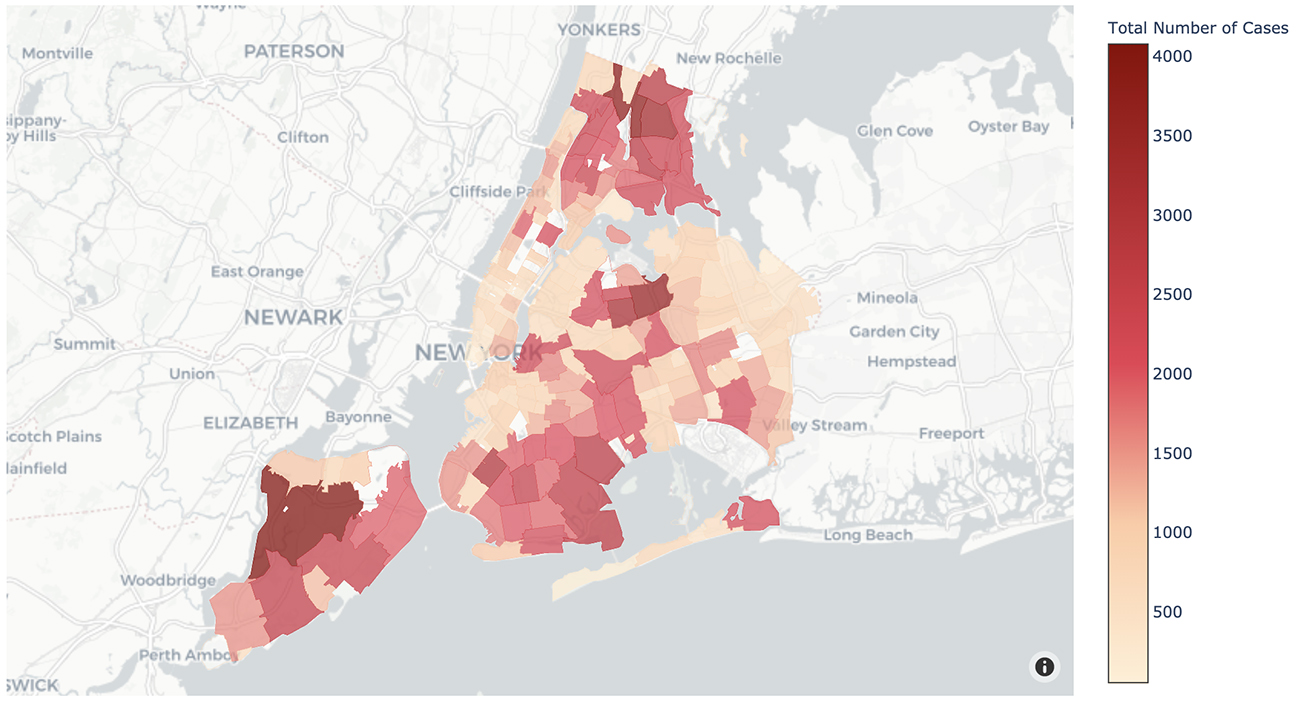 Wayne
YONKERS
Montville
PATERSON
New Rochelle
sippany-
oy Hills
Clifton
Glen Cove
Oyster Bay
Cliffside Park
East Orange
NEWARK
Mineola
Garden City
Summit
NEW YORK
Hempstead
Union
ELIZABETH
Bayonne
Scotch Plains
Valley Stream
Freeport
lainfield
Long Beach
Woodbridge
Perth Amboy
SWICK
Total Number of Cases
4000
3500
3000
2500
2000
1500
1000
500